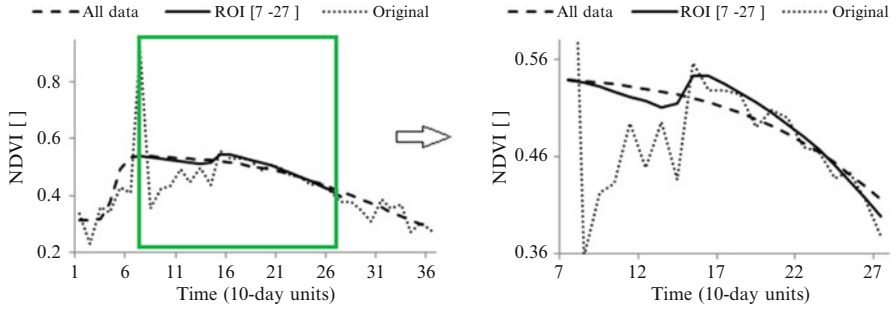 All data ROI [7 -27 ] Original
NDVI [ ]
0.8
0.6
0.4
0.2
1 6 11 16 21 26 31 36
Time (10-day units)
All data ROI [7 -27 ] Original
NDVI [ ]
0.56
0.46
0.36
7 12 17 22 27
Time (10-day units)